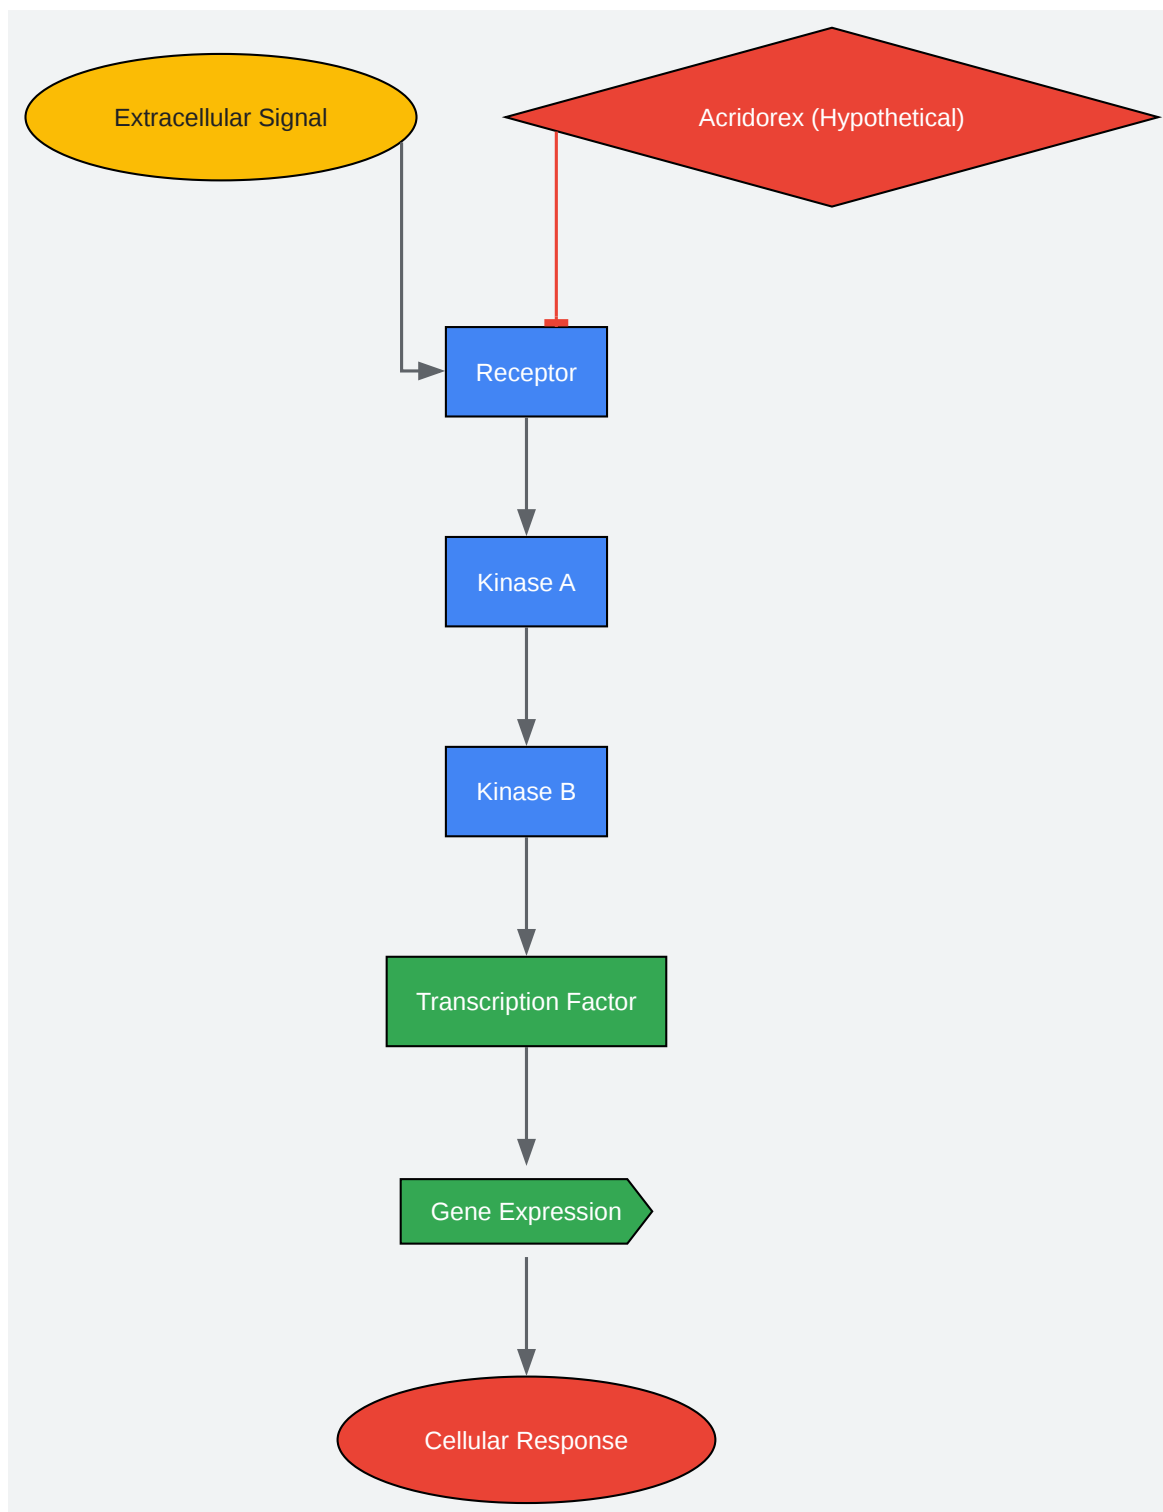 Extracellular Signal
Acridorex (Hypothetical)
Receptor
Kinase A
Kinase B
Transcription Factor
Gene Expression
Cellular Response